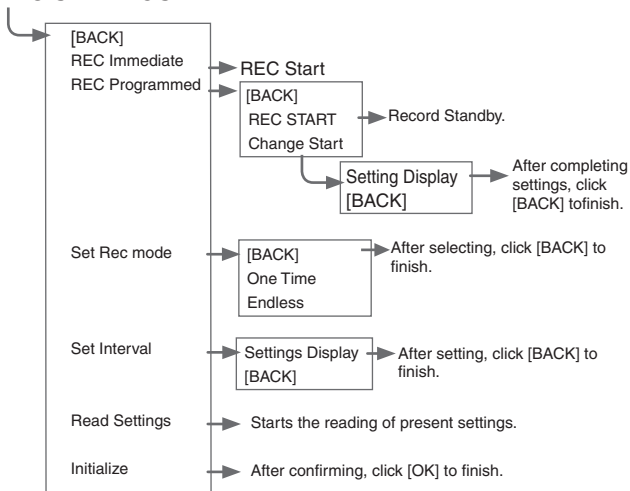 [BACK]
REC Immediate
REC Start
REC Programmed
[BACK]
REC START
Record Standby.
Change Start
Setting Display
[BACK]
After completing
settings, click
[BACK] tofinish.
Set Rec mode
[BACK]
One Time
Endless
After selecting, click [BACK] to
finish.
Set Interval
Settings Display
[BACK]
After setting, click [BACK] to
finish.
Read Settings
Starts the reading of present settings.
Initialize
After confirming, click [OK] to finish.